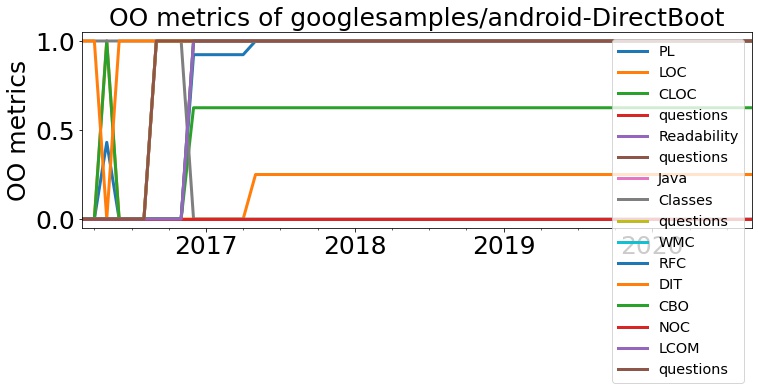 OO metrics of googlesamples/android-DirectBoot
OO metrics
1.0
0.5
0.0
2017
2018
2019
2020
PL
LOC
CLOC
questions
Readability
questions
Java
Classes
questions
WMC
RFC
DIT
CBO
NOC
LCOM
questions